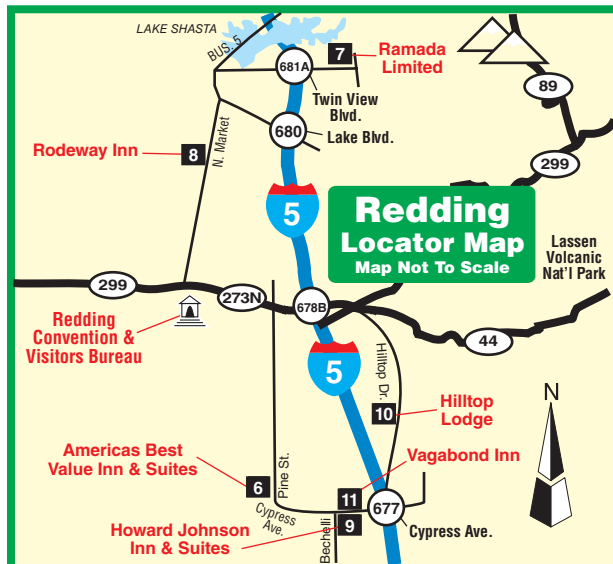 LAKE SHASTA
BUS. 5
7
Ramada
Limited
681A
Twin View
Blvd.
89
680
Lake Blvd.
N. Market
Rodeway Inn
8
299
5
Redding
Locator Map
Map Not To Scale
Lassen
Volcanic
Nat'l Park
299
273N
678B
44
Redding
Convention &
Visitors Bureau
5
Hilltop Dr.
10
Hilltop
Lodge
N
Americas Best
Value Inn & Suites
6
Pine St.
Vagabond Inn
11
677
Cypress
Ave.
Cypress Ave.
Howard Johnson
Inn & Suites
9
Bechelli